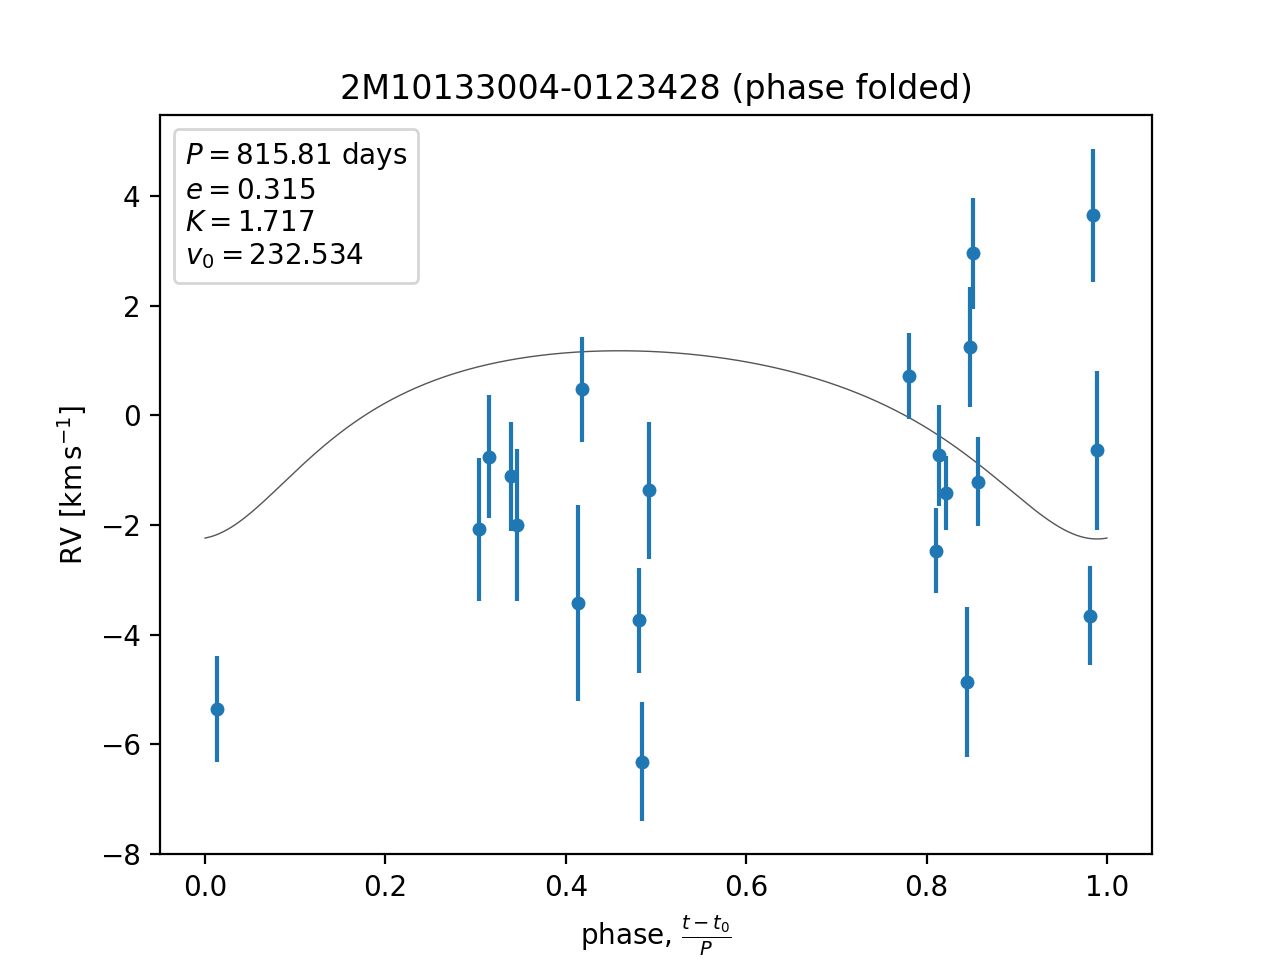 2M10133004-0123428 (phase folded)
P = 815.81 days
e = 0.315
K = 1.717
v₀ = 232.534
4
2
0
−2
−4
−6
−8
RV [km s⁻¹]
0.0 0.2 0.4 0.6 0.8 1.0
phase, (t − t₀)/P